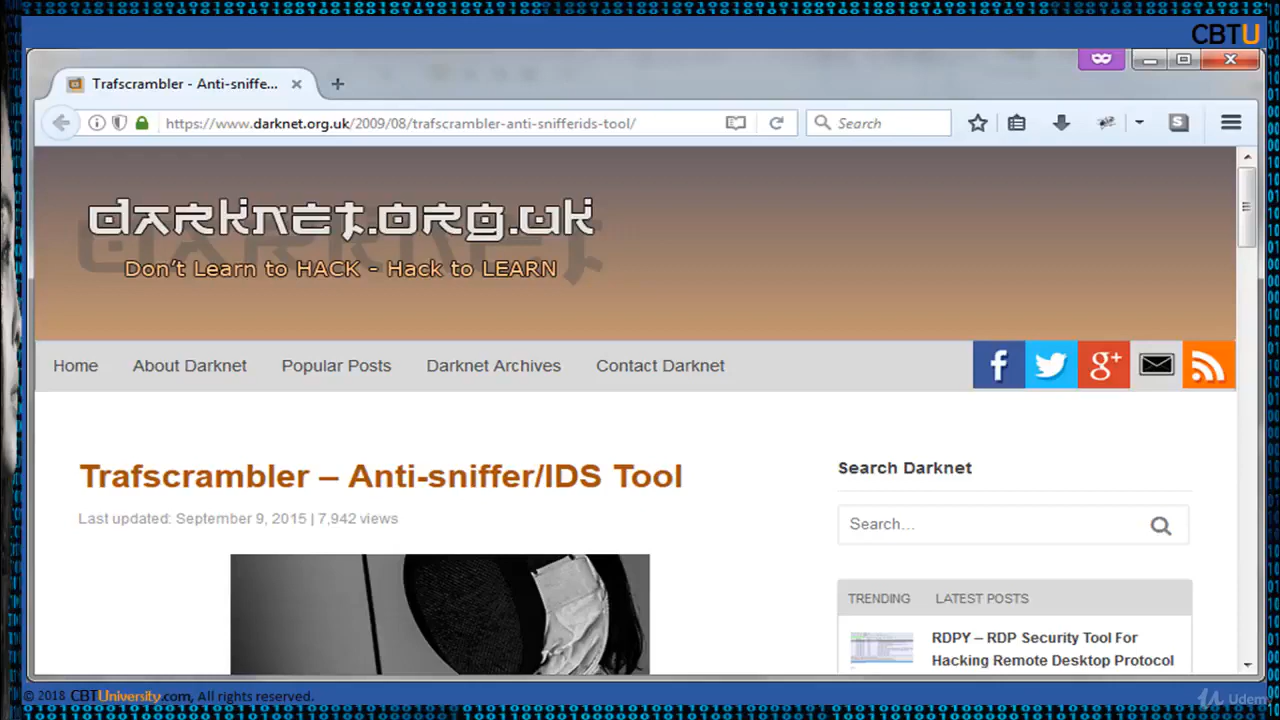 CBTU
Trafscrambler - Anti-sniffe...
https://www.darknet.org.uk/2009/08/trafscrambler-anti-snifferids-tool/
Search
S
darknet.org.uk
DARKNET
Don't Learn to HACK - Hack to LEARN
Home
About Darknet
Popular Posts
Darknet Archives
Contact Darknet
Trafscrambler – Anti-sniffer/IDS Tool
Last updated: September 9, 2015 | 7,942 views
Search Darknet
Search...
TRENDING
LATEST POSTS
RDPY – RDP Security Tool For
Hacking Remote Desktop Protocol
© 2018 CBTUniversity.com, All rights reserved.
Udemy